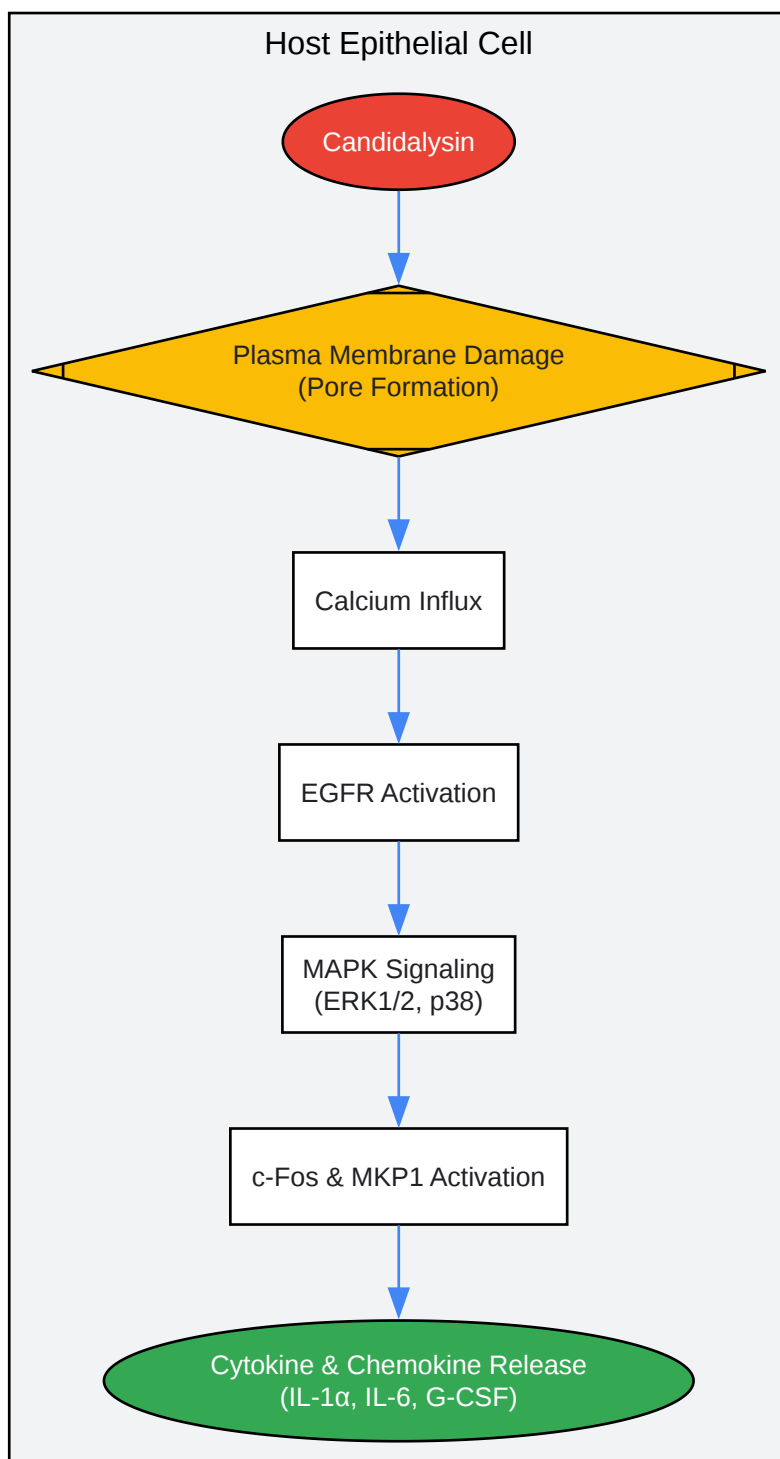 Host Epithelial Cell
Candidalysin
Plasma Membrane Damage
(Pore Formation)
Calcium Influx
EGFR Activation
MAPK Signaling
(ERK1/2, p38)
c-Fos & MKP1 Activation
Cytokine & Chemokine Release
(IL-1α, IL-6, G-CSF)